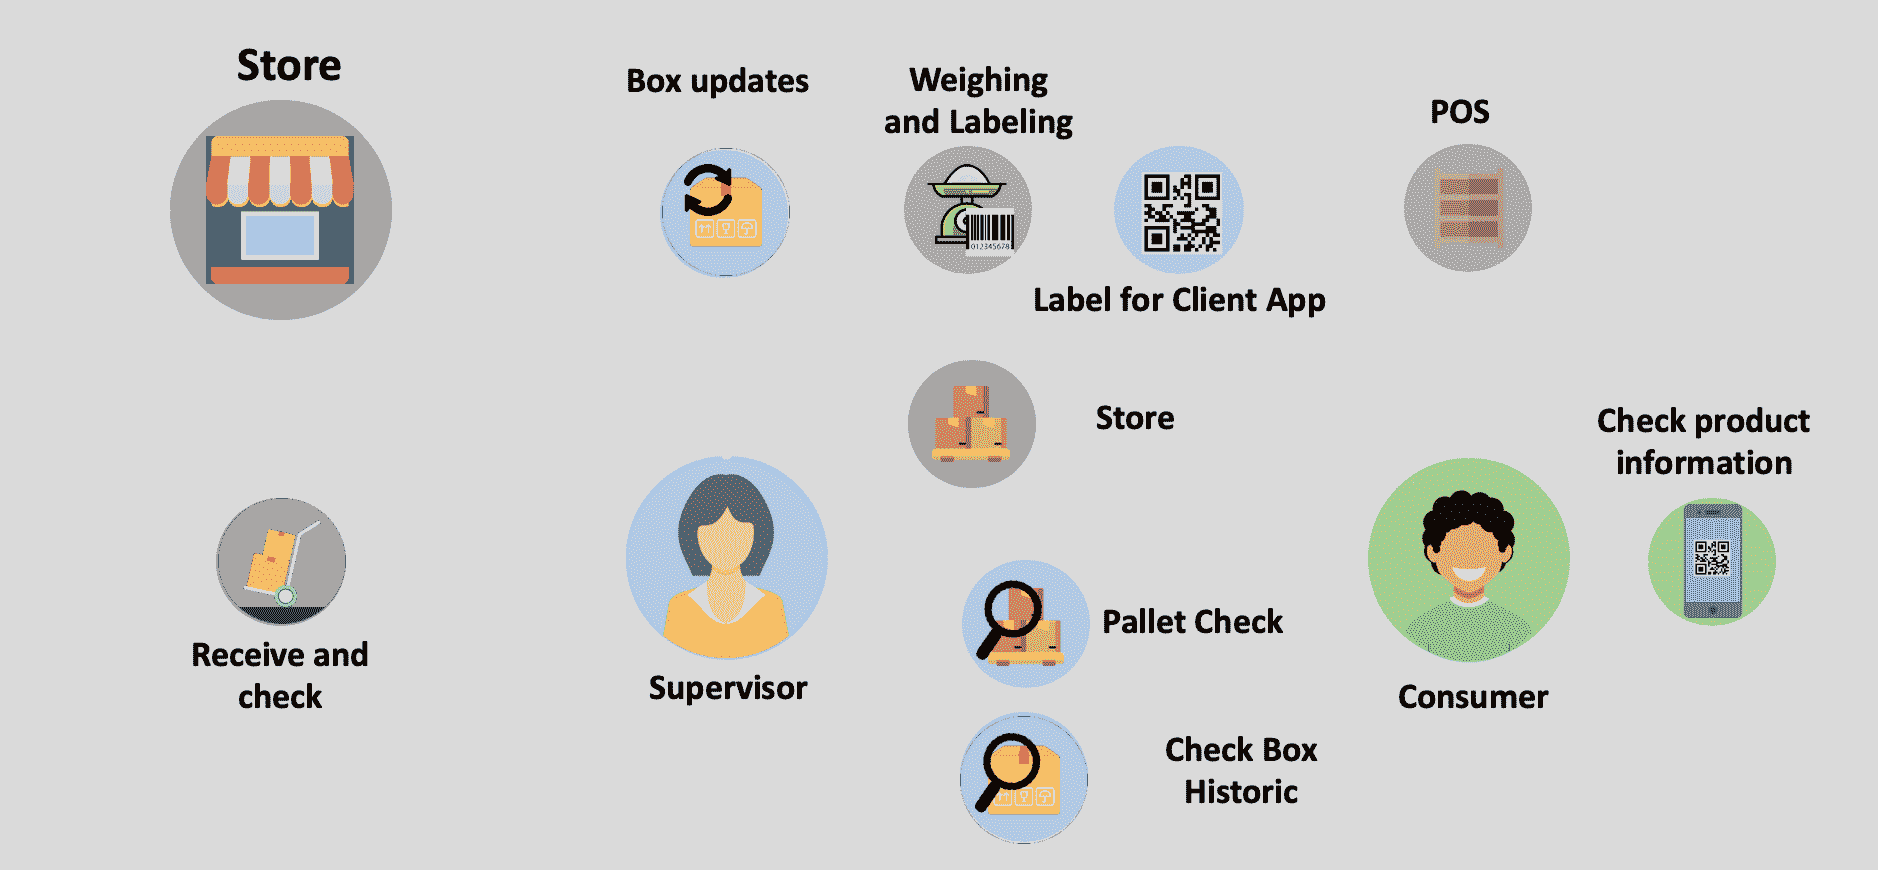 Store
Box updates
Weighing
and Labeling
POS
012345678
Label for Client App
Store
Check product
information
Receive and
check
Supervisor
Pallet Check
Consumer
Check Box
Historic